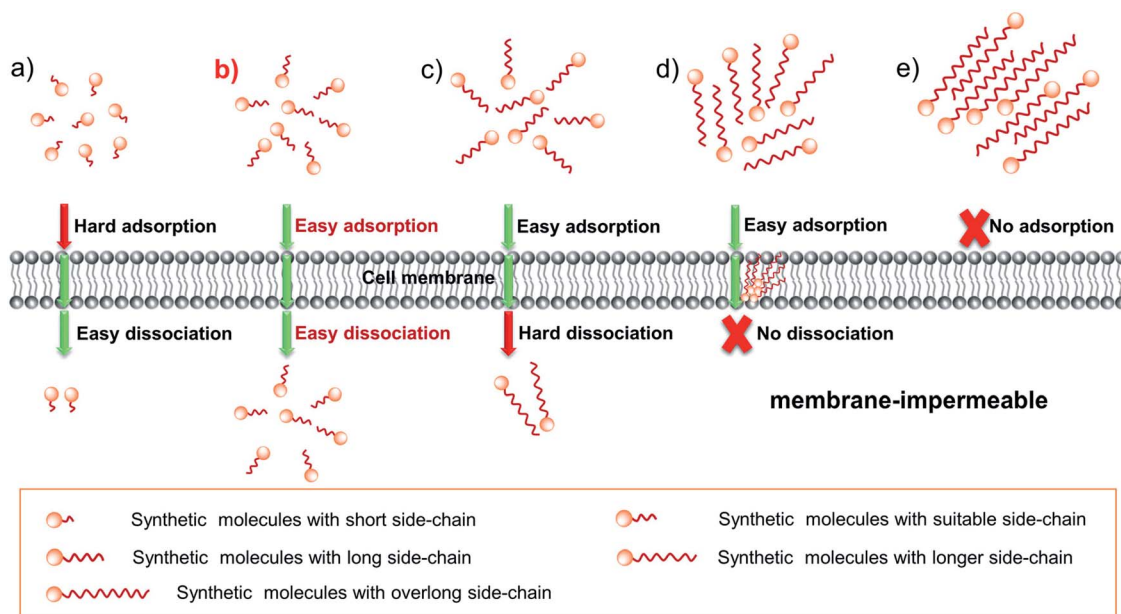 a)
b)
c)
d)
e)
Hard adsorption
Easy adsorption
Easy adsorption
Easy adsorption
No adsorption
Cell membrane
Easy dissociation
Easy dissociation
Hard dissociation
No dissociation
membrane-impermeable
Synthetic molecules with short side-chain
Synthetic molecules with suitable side-chain
Synthetic molecules with long side-chain
Synthetic molecules with longer side-chain
Synthetic molecules with overlong side-chain